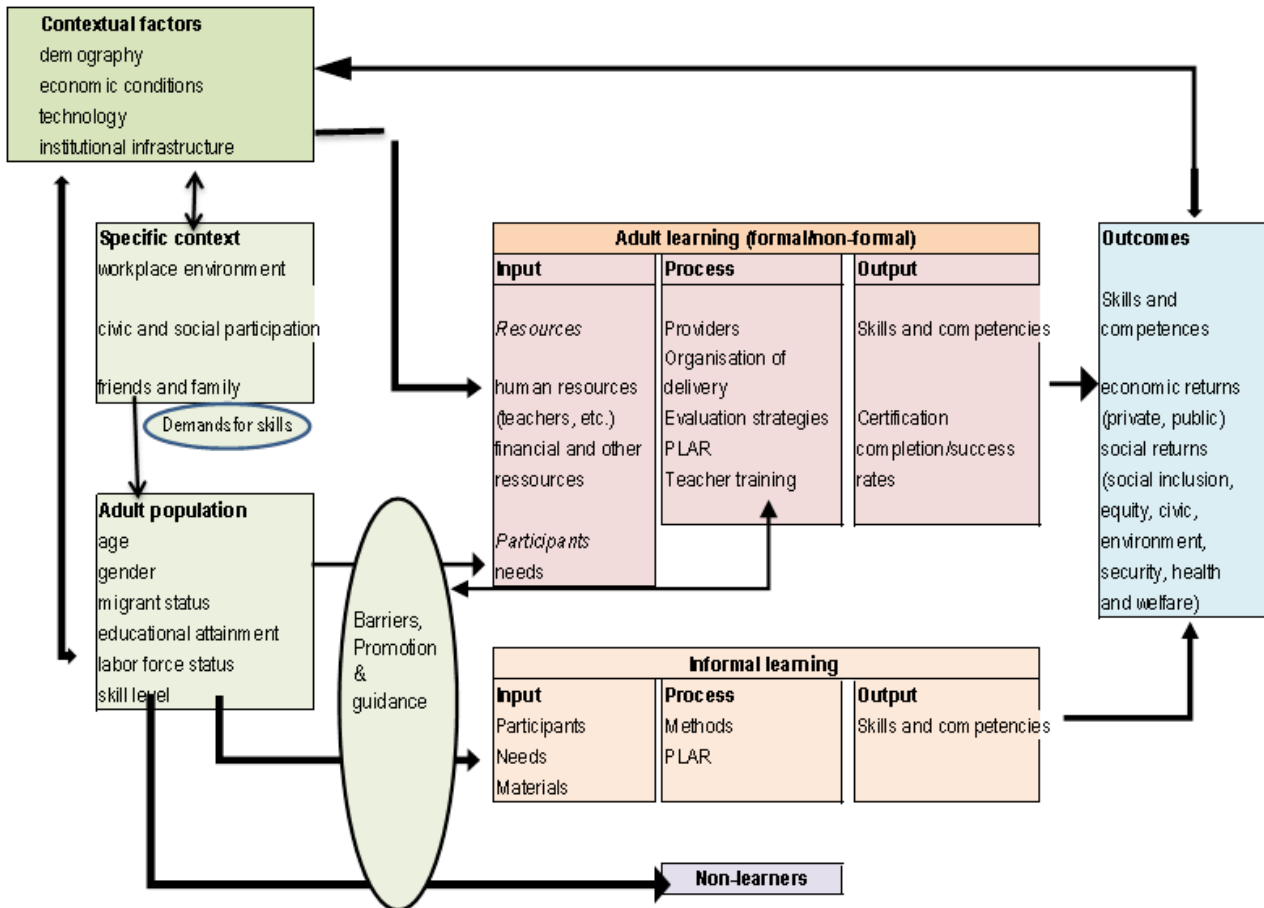 Contextual factors
demography
economic conditions
technology
institutional infrastructure
Specific context
workplace environment
civic and social participation
friends and family
Demands for skills
Adult population
age
gender
migrant status
educational attainment
labor force status
skill level
Barriers,
Promotion
&
guidance
Adult learning (formal/non-formal)
Input
Resources
human resources
(teachers, etc.)
financial and other
ressources
Participants
needs
Process
Providers
Organisation of
delivery
Evaluation strategies
PLAR
Teacher training
Output
Skills and competencies
Certification
completion/success
rates
Informal learning
Input
Participants
Needs
Materials
Process
Methods
PLAR
Output
Skills and competencies
Non-learners
Outcomes
Skills and
competences
economic returns
(private, public)
social returns
(social inclusion,
equity, civic,
environment,
security, health
and welfare)